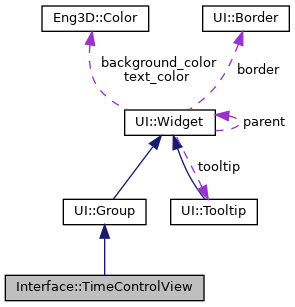 Eng3D::Color
UI::Border
background_color
text_color
border
UI::Widget
parent
tooltip
UI::Group
UI::Tooltip
Interface::TimeControlView